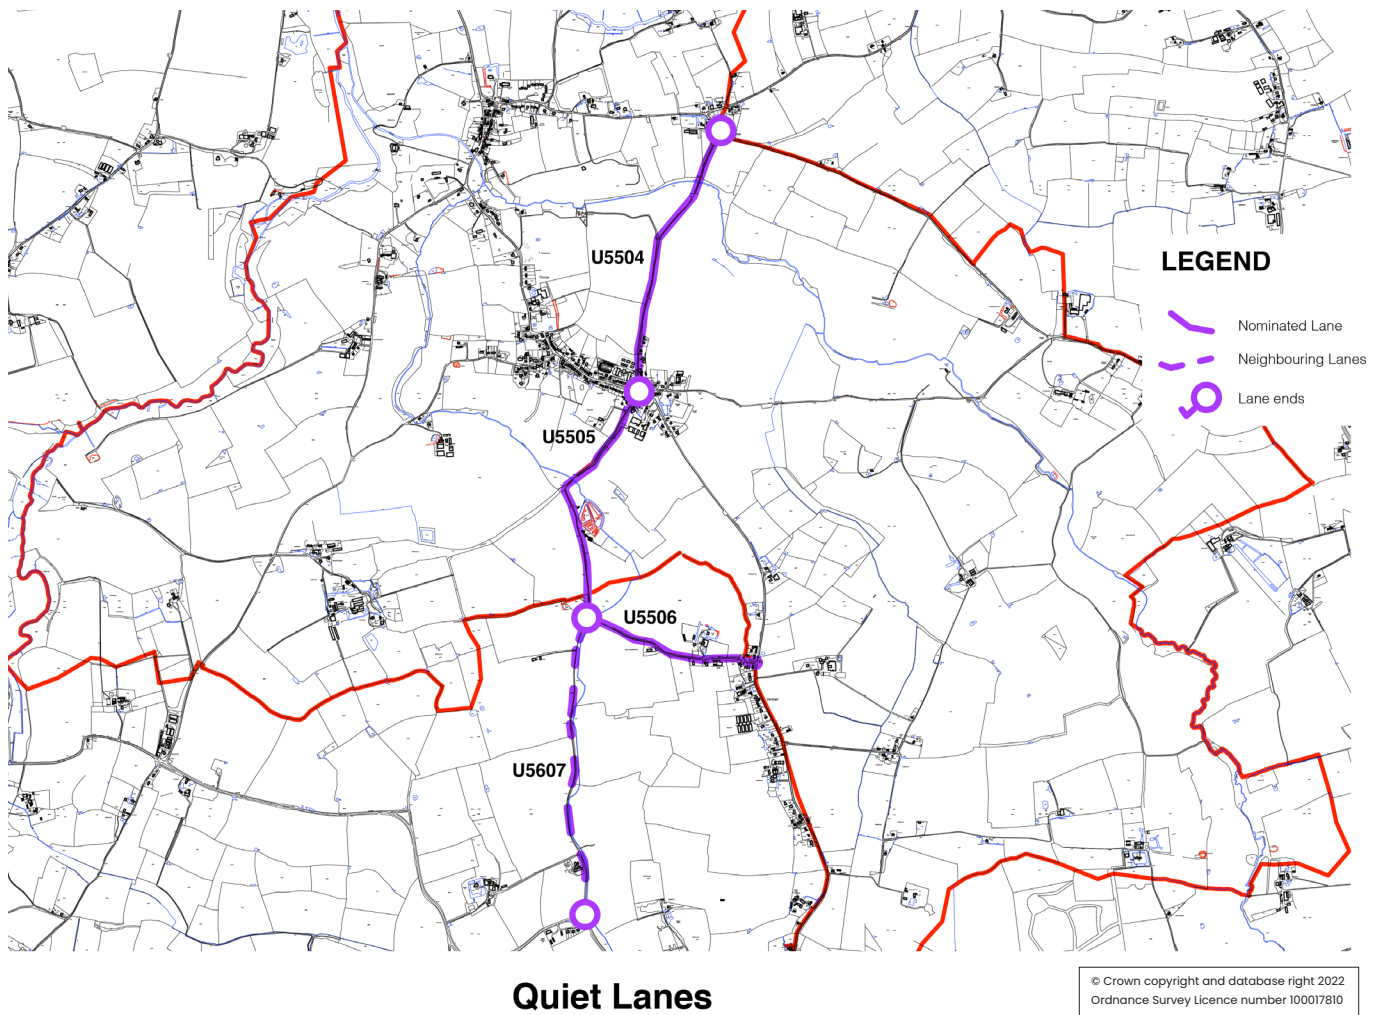 U5504
LEGEND
Nominated Lane
Neighbouring Lanes
Lane ends
U5505
U5506
U5607
Quiet Lanes
© Crown copyright and database right 2022
Ordnance Survey Licence number 100017810